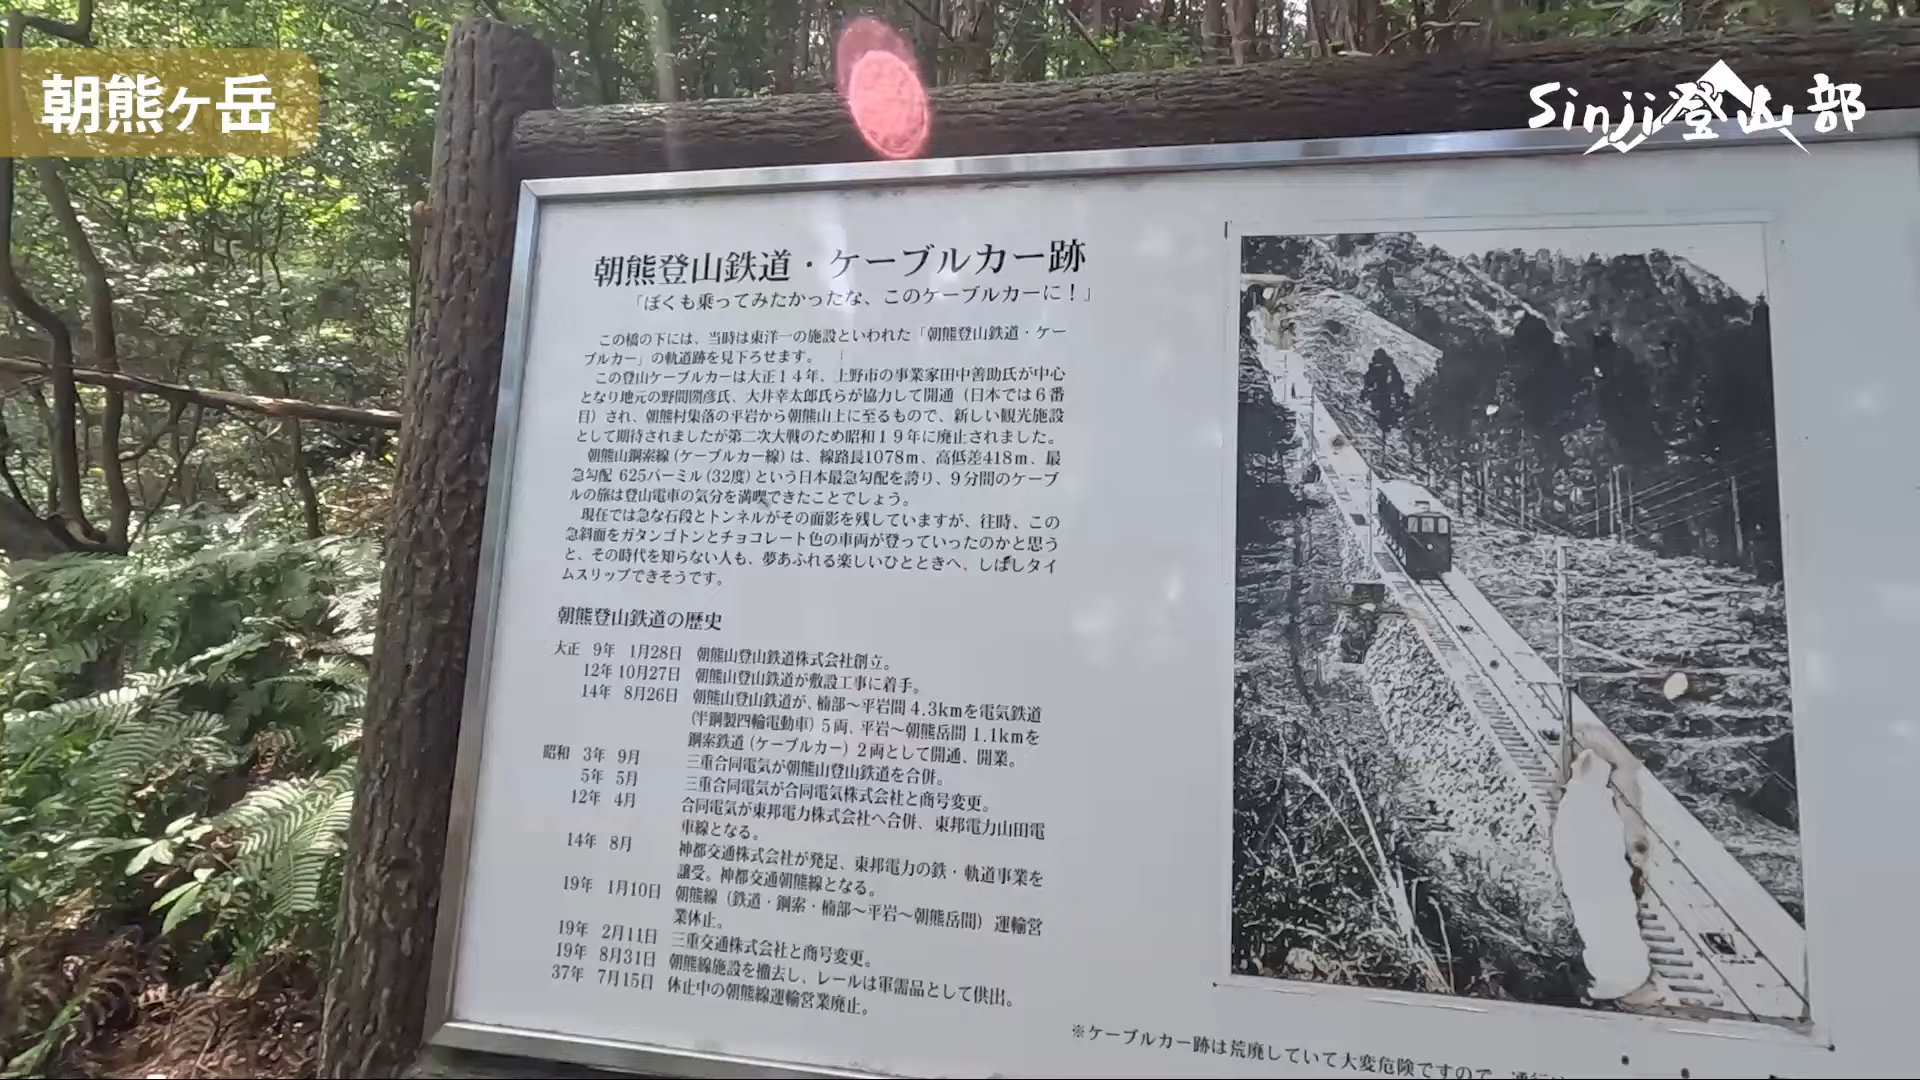 朝熊ヶ岳
Sinji登山部
朝熊登山鉄道・ケーブルカー跡
「ぼくも乗ってみたかったな、このケーブルカーに！」
この橋の下には、当時は東洋一の施設といわれた「朝熊登山鉄道・ケー
ブルカー」の軌道跡を見下ろせます。
この登山ケーブルカーは大正１４年、上野市の事業家田中善助氏が中心
となり地元の野間圀彦氏、大井幸太郎氏らが協力して開通（日本では６番
目）され、朝熊村集落の平岩から朝熊山上に至るもので、新しい観光施設
として期待されましたが第二次大戦のため昭和１９年に廃止されました。
朝熊山鋼索線（ケーブルカー線）は、線路長1078ｍ、高低差418ｍ、最
急勾配 625パーミル（32度）という日本最急勾配を誇り、９分間のケーブ
ルの旅は登山電車の気分を満喫できたことでしょう。
現在では急な石段とトンネルがその面影を残していますが、往時、この
急斜面をガタンゴトンとチョコレート色の車両が登っていったのかと思う
と、その時代を知らない人も、夢あふれる楽しいひとときへ、しばしタイ
ムスリップできそうです。
朝熊登山鉄道の歴史
大正 9年 1月28日 朝熊山登山鉄道株式会社創立。
12年 10月27日 朝熊山登山鉄道が敷設工事に着手。
14年 8月26日 朝熊山登山鉄道が、楠部～平岩間 4.3kmを電気鉄道
（半鋼製四輪電動車）５両、平岩～朝熊岳間 1.1kmを
鋼索鉄道（ケーブルカー）２両として開通、開業。
昭和 3年 9月 三重合同電気が朝熊山登山鉄道を合併。
5年 5月 三重合同電気が合同電気株式会社と商号変更。
12年 4月 合同電気が東邦電力株式会社へ合併、東邦電力山田電
車線となる。
14年 8月 神都交通株式会社が発足、東邦電力の鉄・軌道事業を
譲受。神都交通朝熊線となる。
19年 1月10日 朝熊線（鉄道・鋼索・楠部～平岩～朝熊岳間）運輸営
業休止。
19年 2月11日 三重交通株式会社と商号変更。
19年 8月31日 朝熊線施設を撤去し、レールは軍需品として供出。
37年 7月15日 休止中の朝熊線運輸営業廃止。
※ケーブルカー跡は荒廃していて大変危険ですので、通行